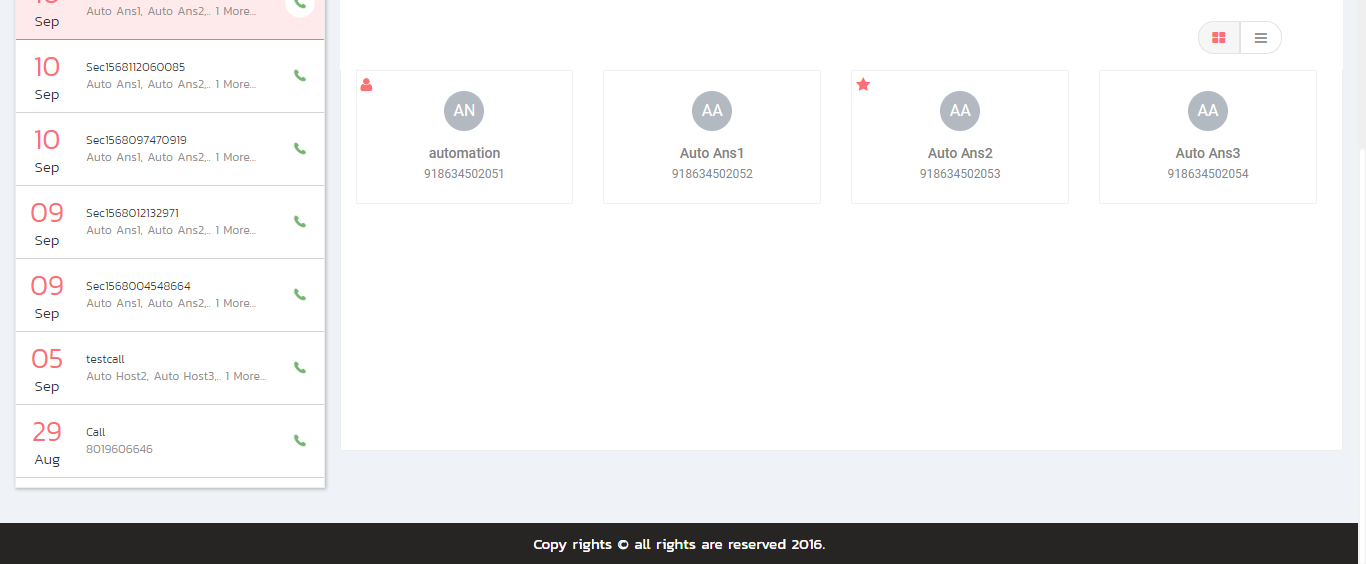 Sep
Auto Ans1, Auto Ans2,.. 1 More...
10
Sep
Sec1568112060085
Auto Ans1, Auto Ans2,.. 1 More...
10
Sep
Sec1568097470919
Auto Ans1, Auto Ans2,.. 1 More...
09
Sep
Sec1568012132971
Auto Ans1, Auto Ans2,.. 1 More...
09
Sep
Sec1568004548664
Auto Ans1, Auto Ans2,.. 1 More...
05
Sep
testcall
Auto Host2, Auto Host3,.. 1 More...
29
Aug
Call
8019606646
AN
automation
918634502051
AA
Auto Ans1
918634502052
AA
Auto Ans2
918634502053
AA
Auto Ans3
918634502054
Copy rights © all rights are reserved 2016.